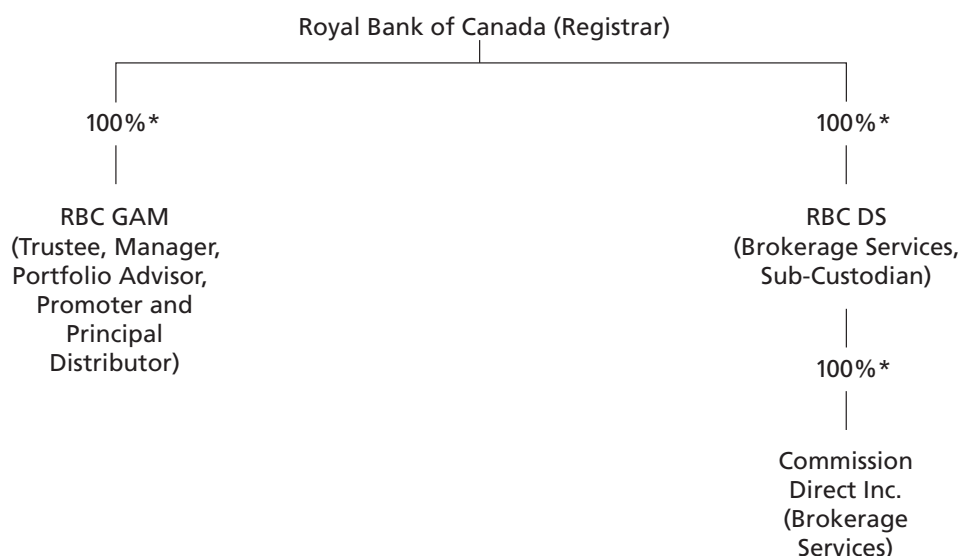 Royal Bank of Canada (Registrar)
100%*
100%*
RBC GAM
(Trustee, Manager,
Portfolio Advisor,
Promoter and
Principal
Distributor)
RBC DS
(Brokerage Services,
Sub-Custodian)
100%*
Commission
Direct Inc.
(Brokerage
Services)